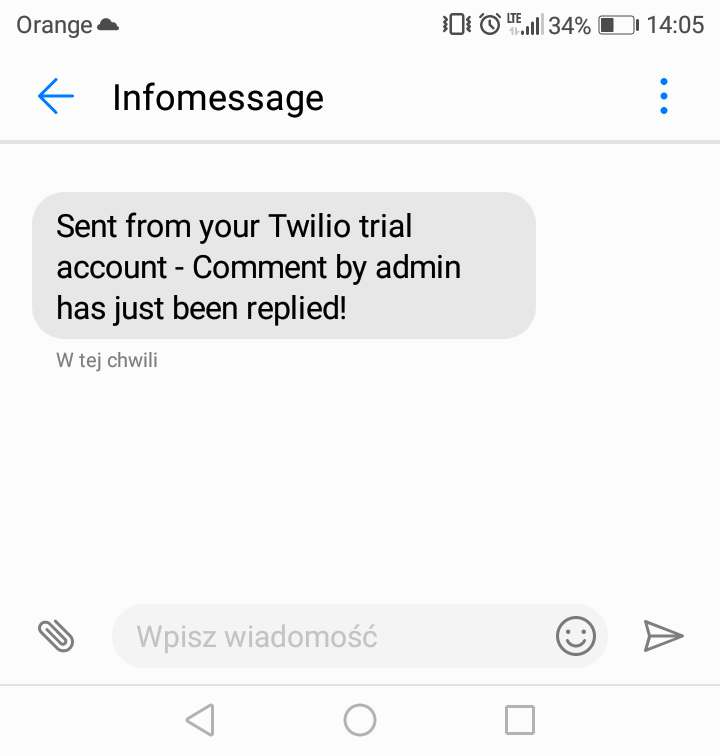 Orange LTE 34% 14:05
Infomessage
Sent from your Twilio trial
account - Comment by admin
has just been replied!
W tej chwili
Wpisz wiadomość